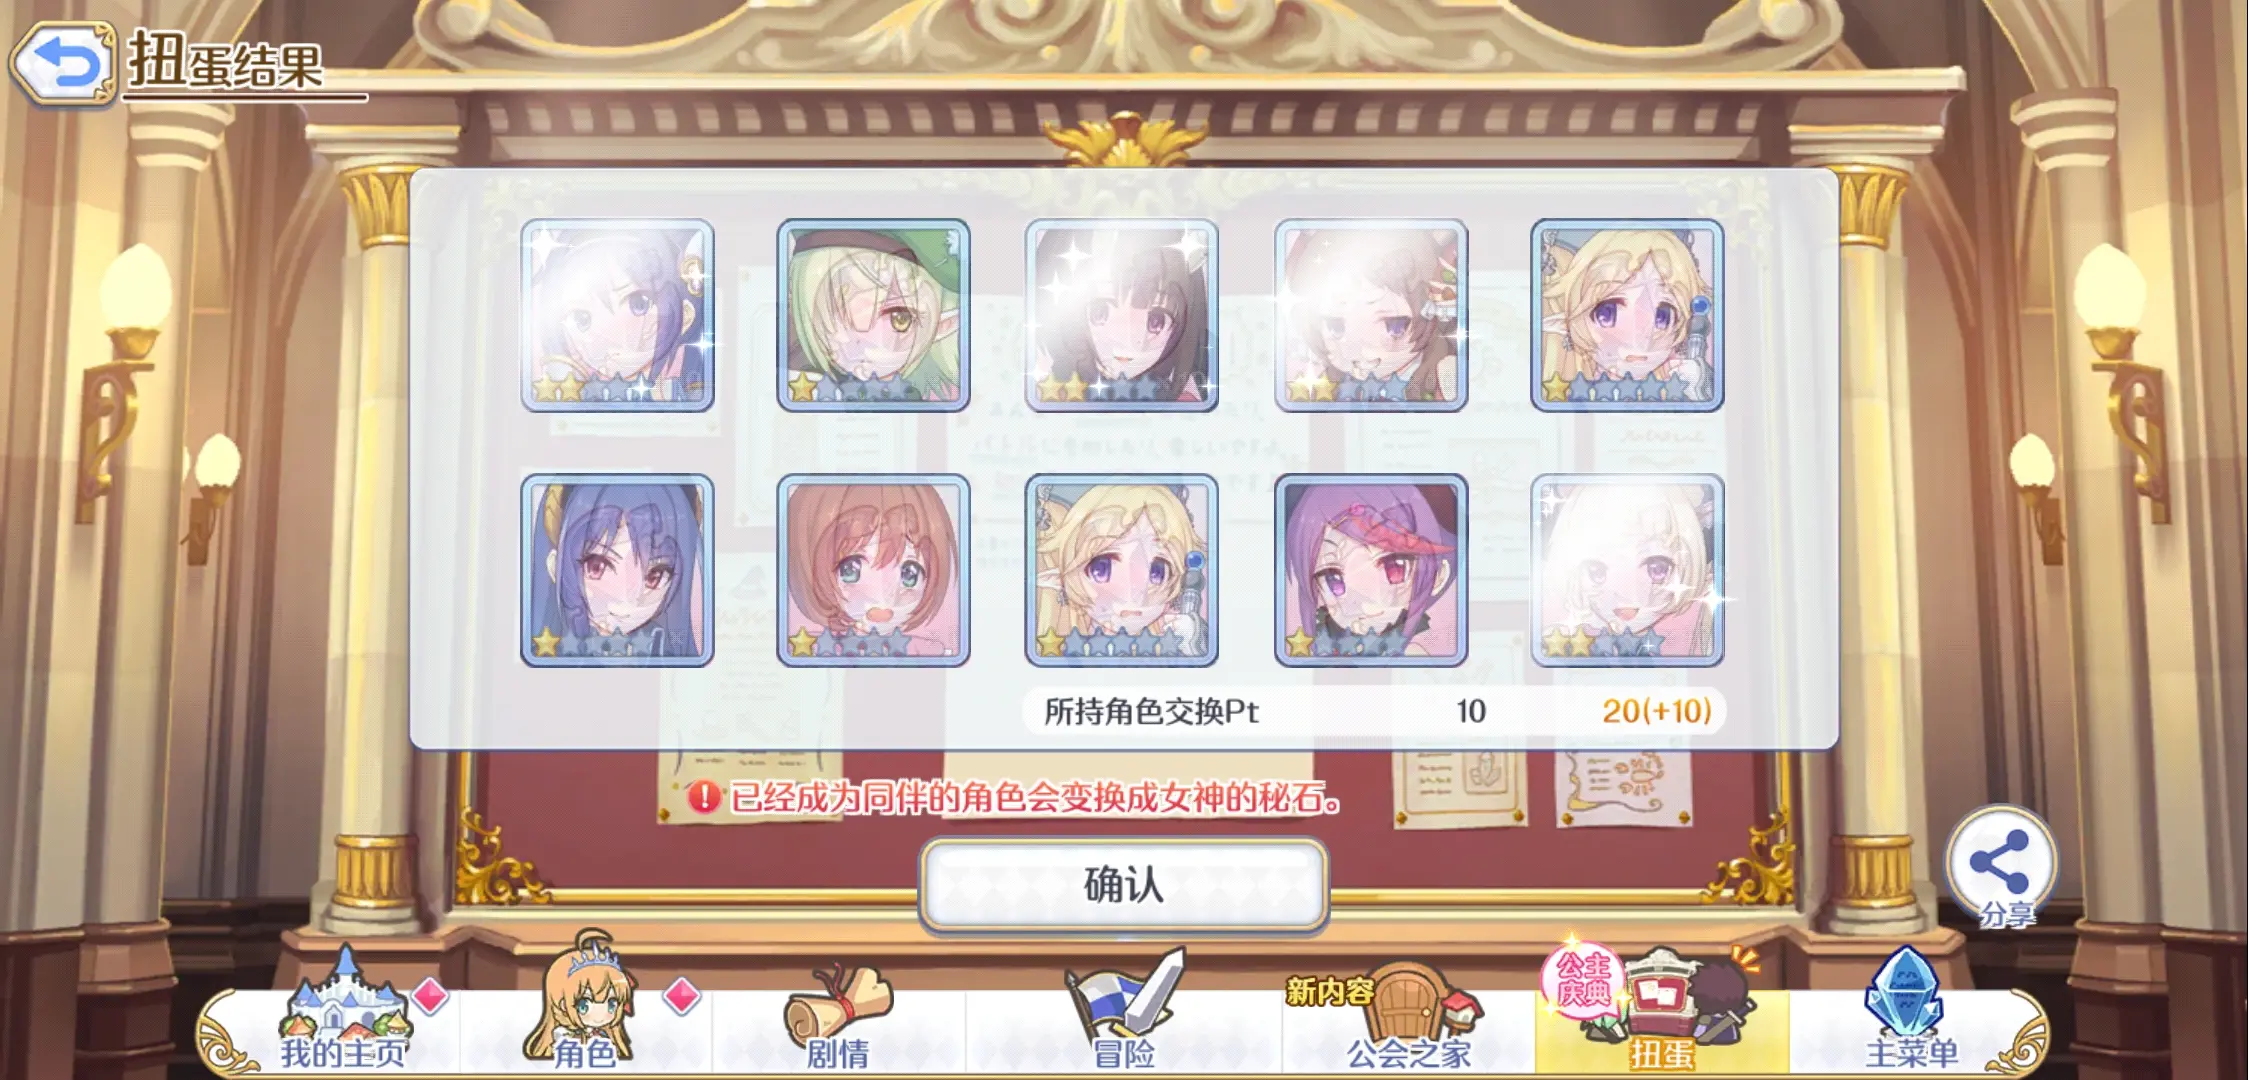 扭蛋结果
所持角色交换Pt 10 20(+10)
已经成为同伴的角色会变换成女神的秘石。
确认
分享
我的主页
角色
剧情
冒险
新内容
公会之家
公主
庆典
扭蛋
主菜单